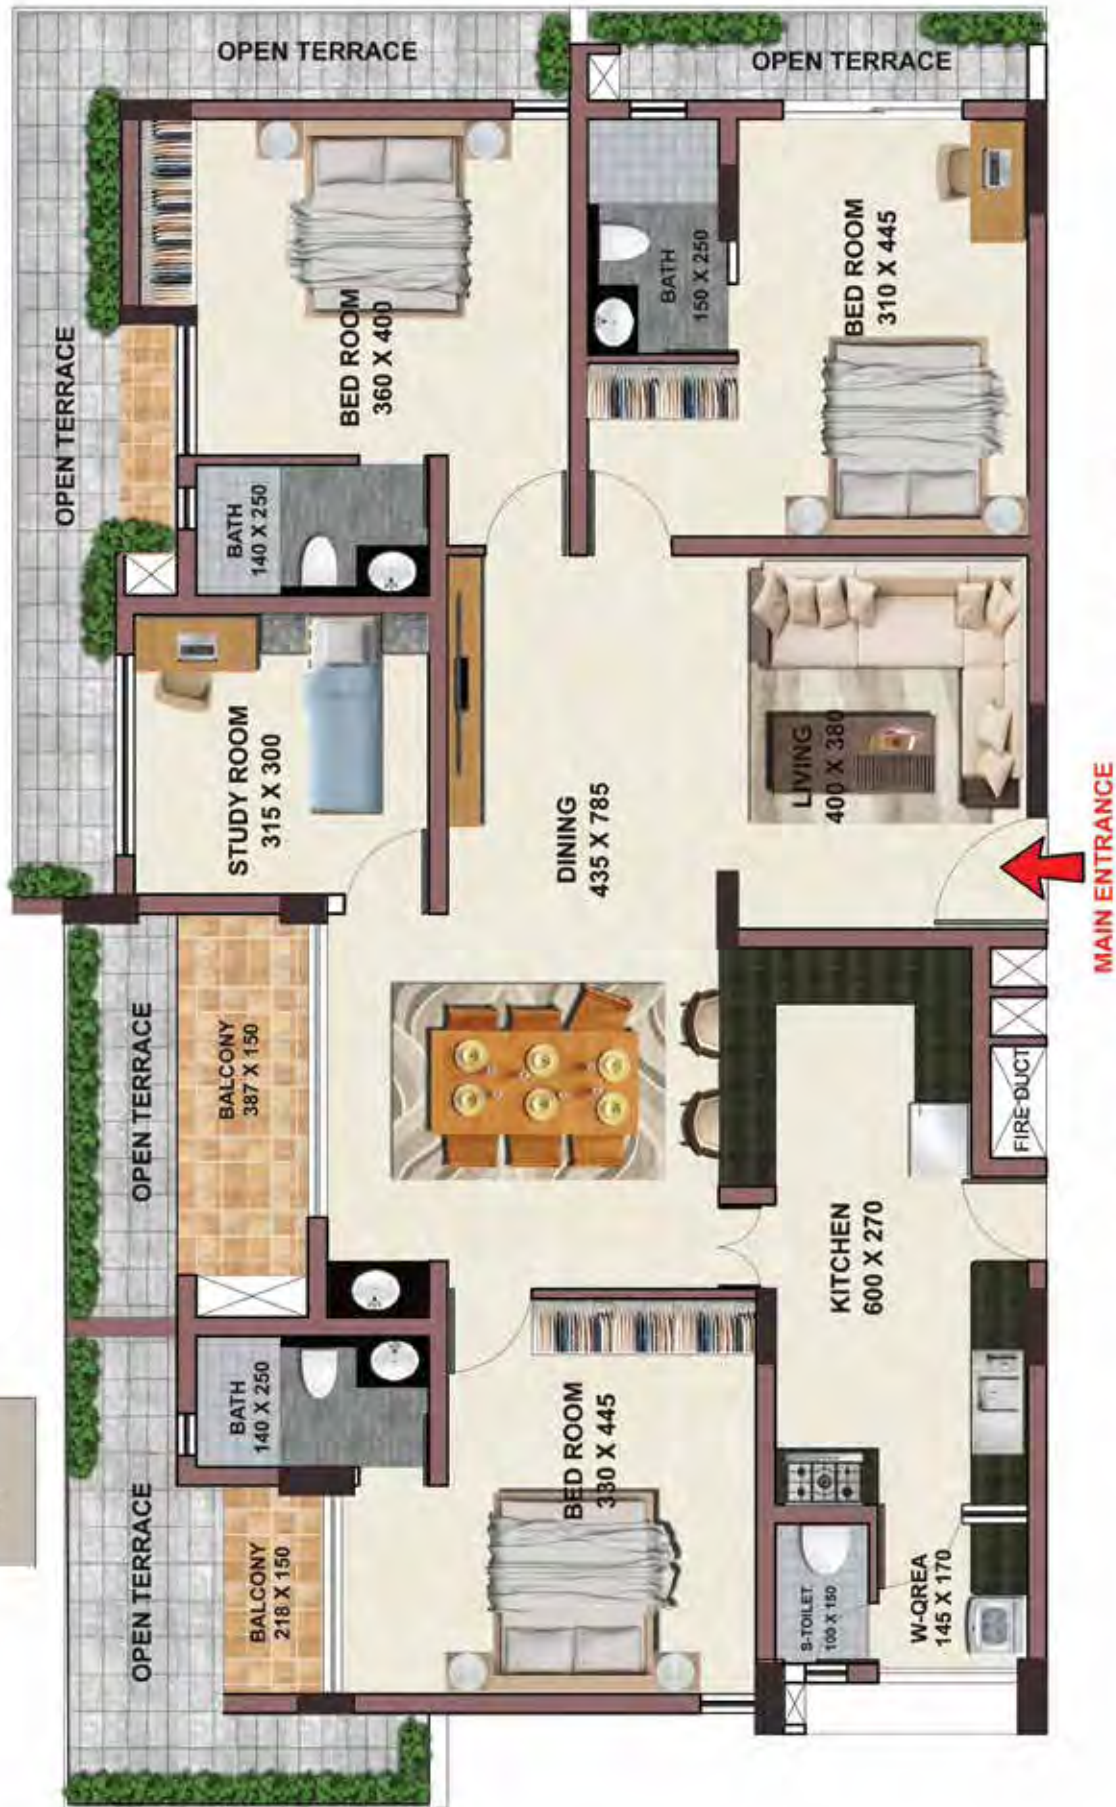 OPEN TERRACE
OPEN TERRACE
OPEN TERRACE
BED ROOM
360 X 400
BATH
150 X 250
BED ROOM
310 X 445
BATH
140 X 250
STUDY ROOM
315 X 300
DINING
435 X 785
LIVING
400 X 380
MAIN ENTRANCE
OPEN TERRACE
BALCONY
387 X 150
FIRE DUCT
KITCHEN
600 X 270
BATH
140 X 250
OPEN TERRACE
BALCONY
218 X 150
BED ROOM
330 X 445
S-TOILET
100 X 150
W-QREA
145 X 170